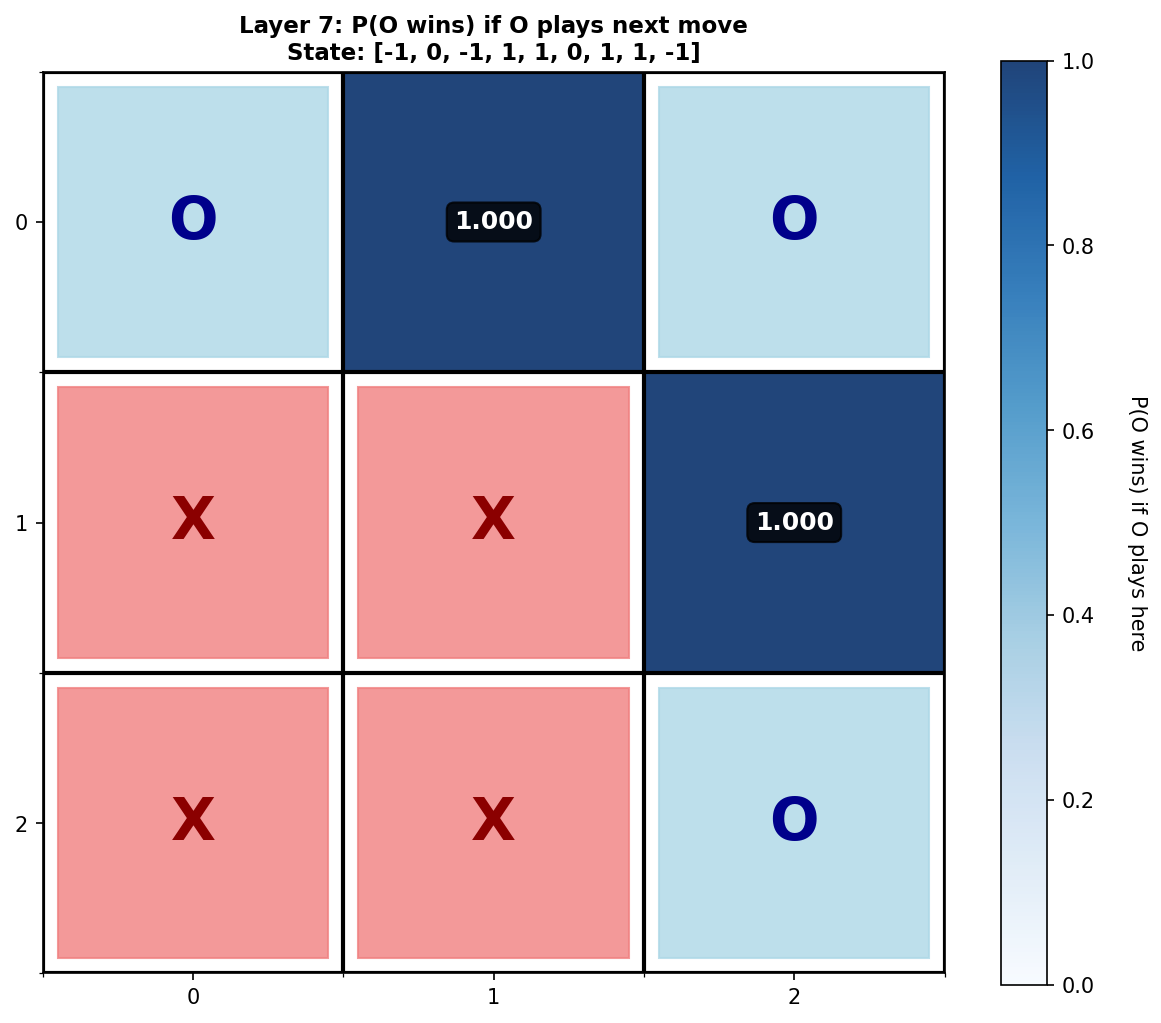 Layer 7: P(O wins) if O plays next move
State: [-1, 0, -1, 1, 1, 0, 1, 1, -1]
O
1.000
O
X
X
1.000
X
X
O
0
1
2
0
1
2
1.0
0.8
0.6
0.4
0.2
0.0
P(O wins) if O plays here